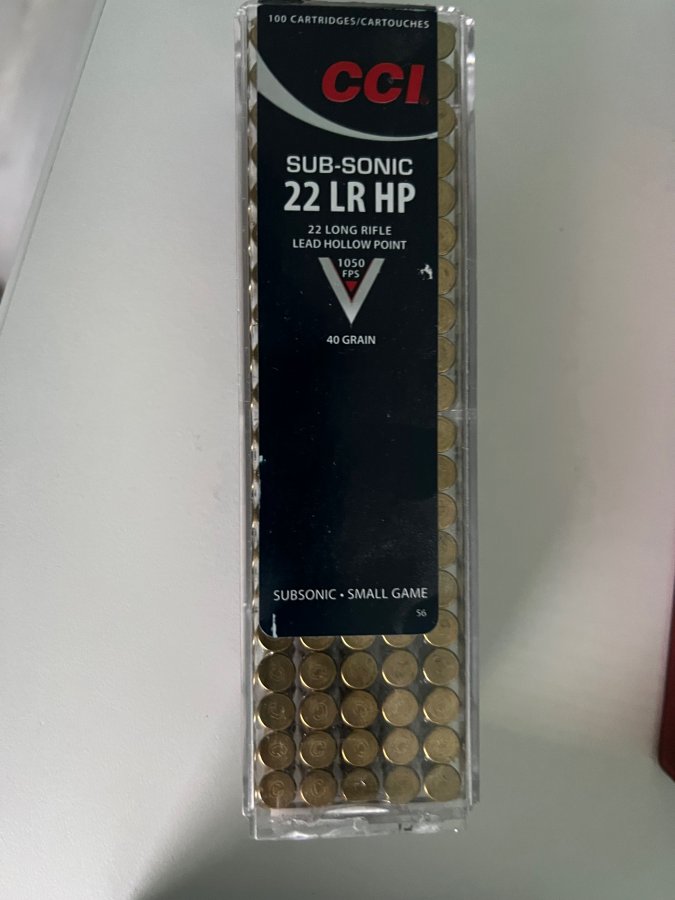 100 CARTRIDGES/CARTOUCHES
CCI
SUB-SONIC
22 LR HP
22 LONG RIFLE
LEAD HOLLOW POINT
1050
FPS
40 GRAIN
SUBSONIC • SMALL GAME
56
C
C